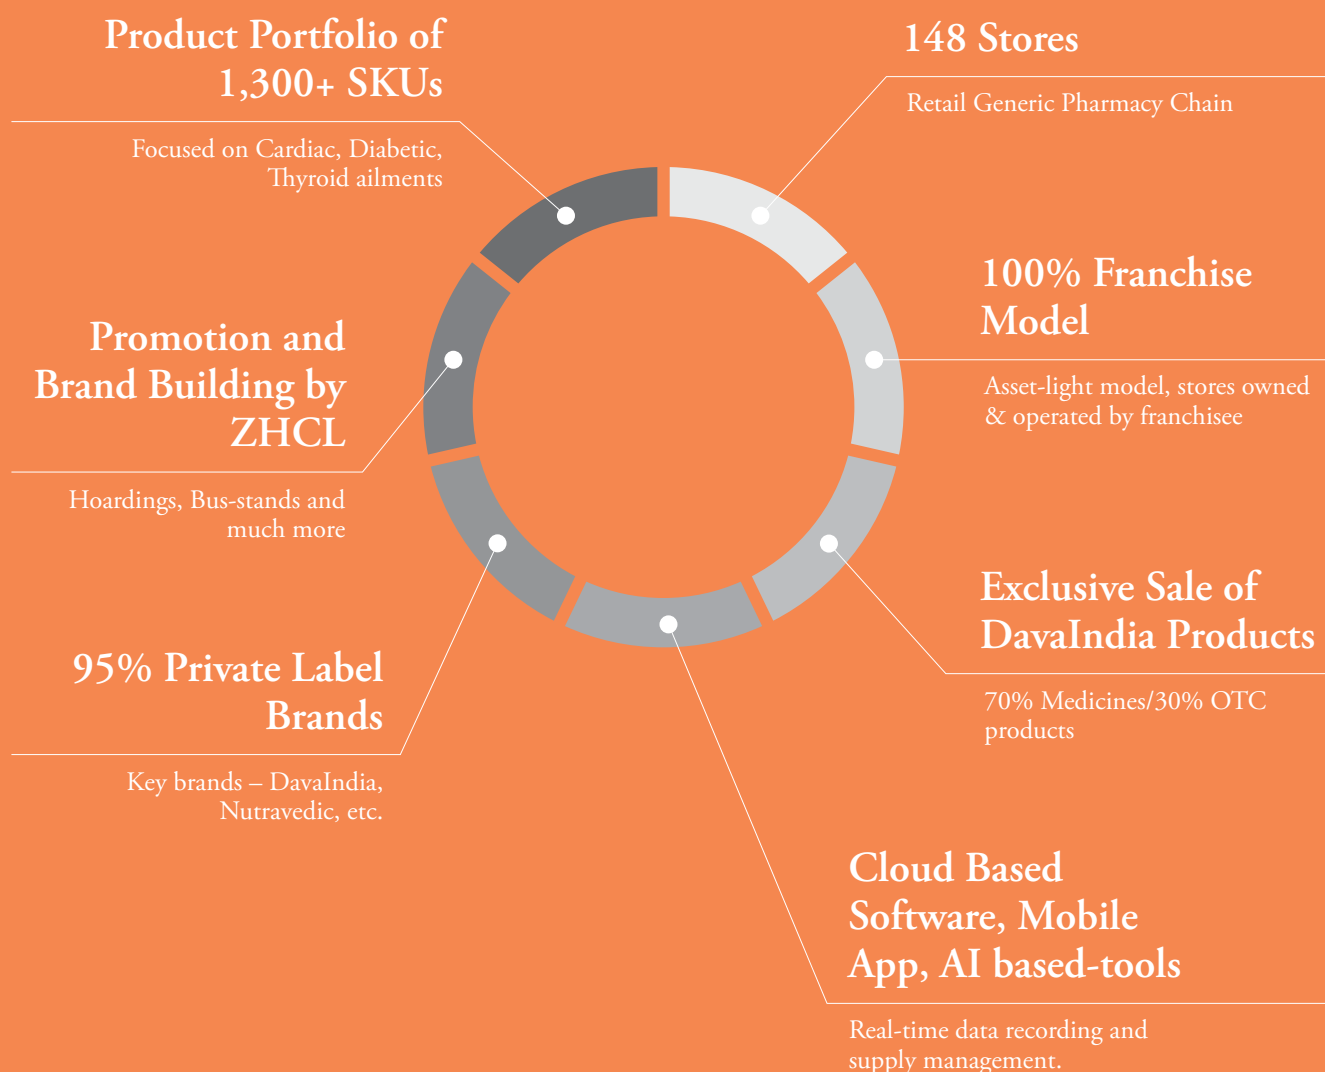 Product Portfolio of
1,300+ SKUs
Focused on Cardiac, Diabetic,
Thyroid ailments
148 Stores
Retail Generic Pharmacy Chain
100% Franchise
Model
Asset-light model, stores owned
& operated by franchisee
Promotion and
Brand Building by
ZHCL
Hoardings, Bus-stands and
much more
Exclusive Sale of
DavaIndia Products
70% Medicines/30% OTC
products
95% Private Label
Brands
Key brands – DavaIndia,
Nutravedic, etc.
Cloud Based
Software, Mobile
App, AI based-tools
Real-time data recording and
supply management.